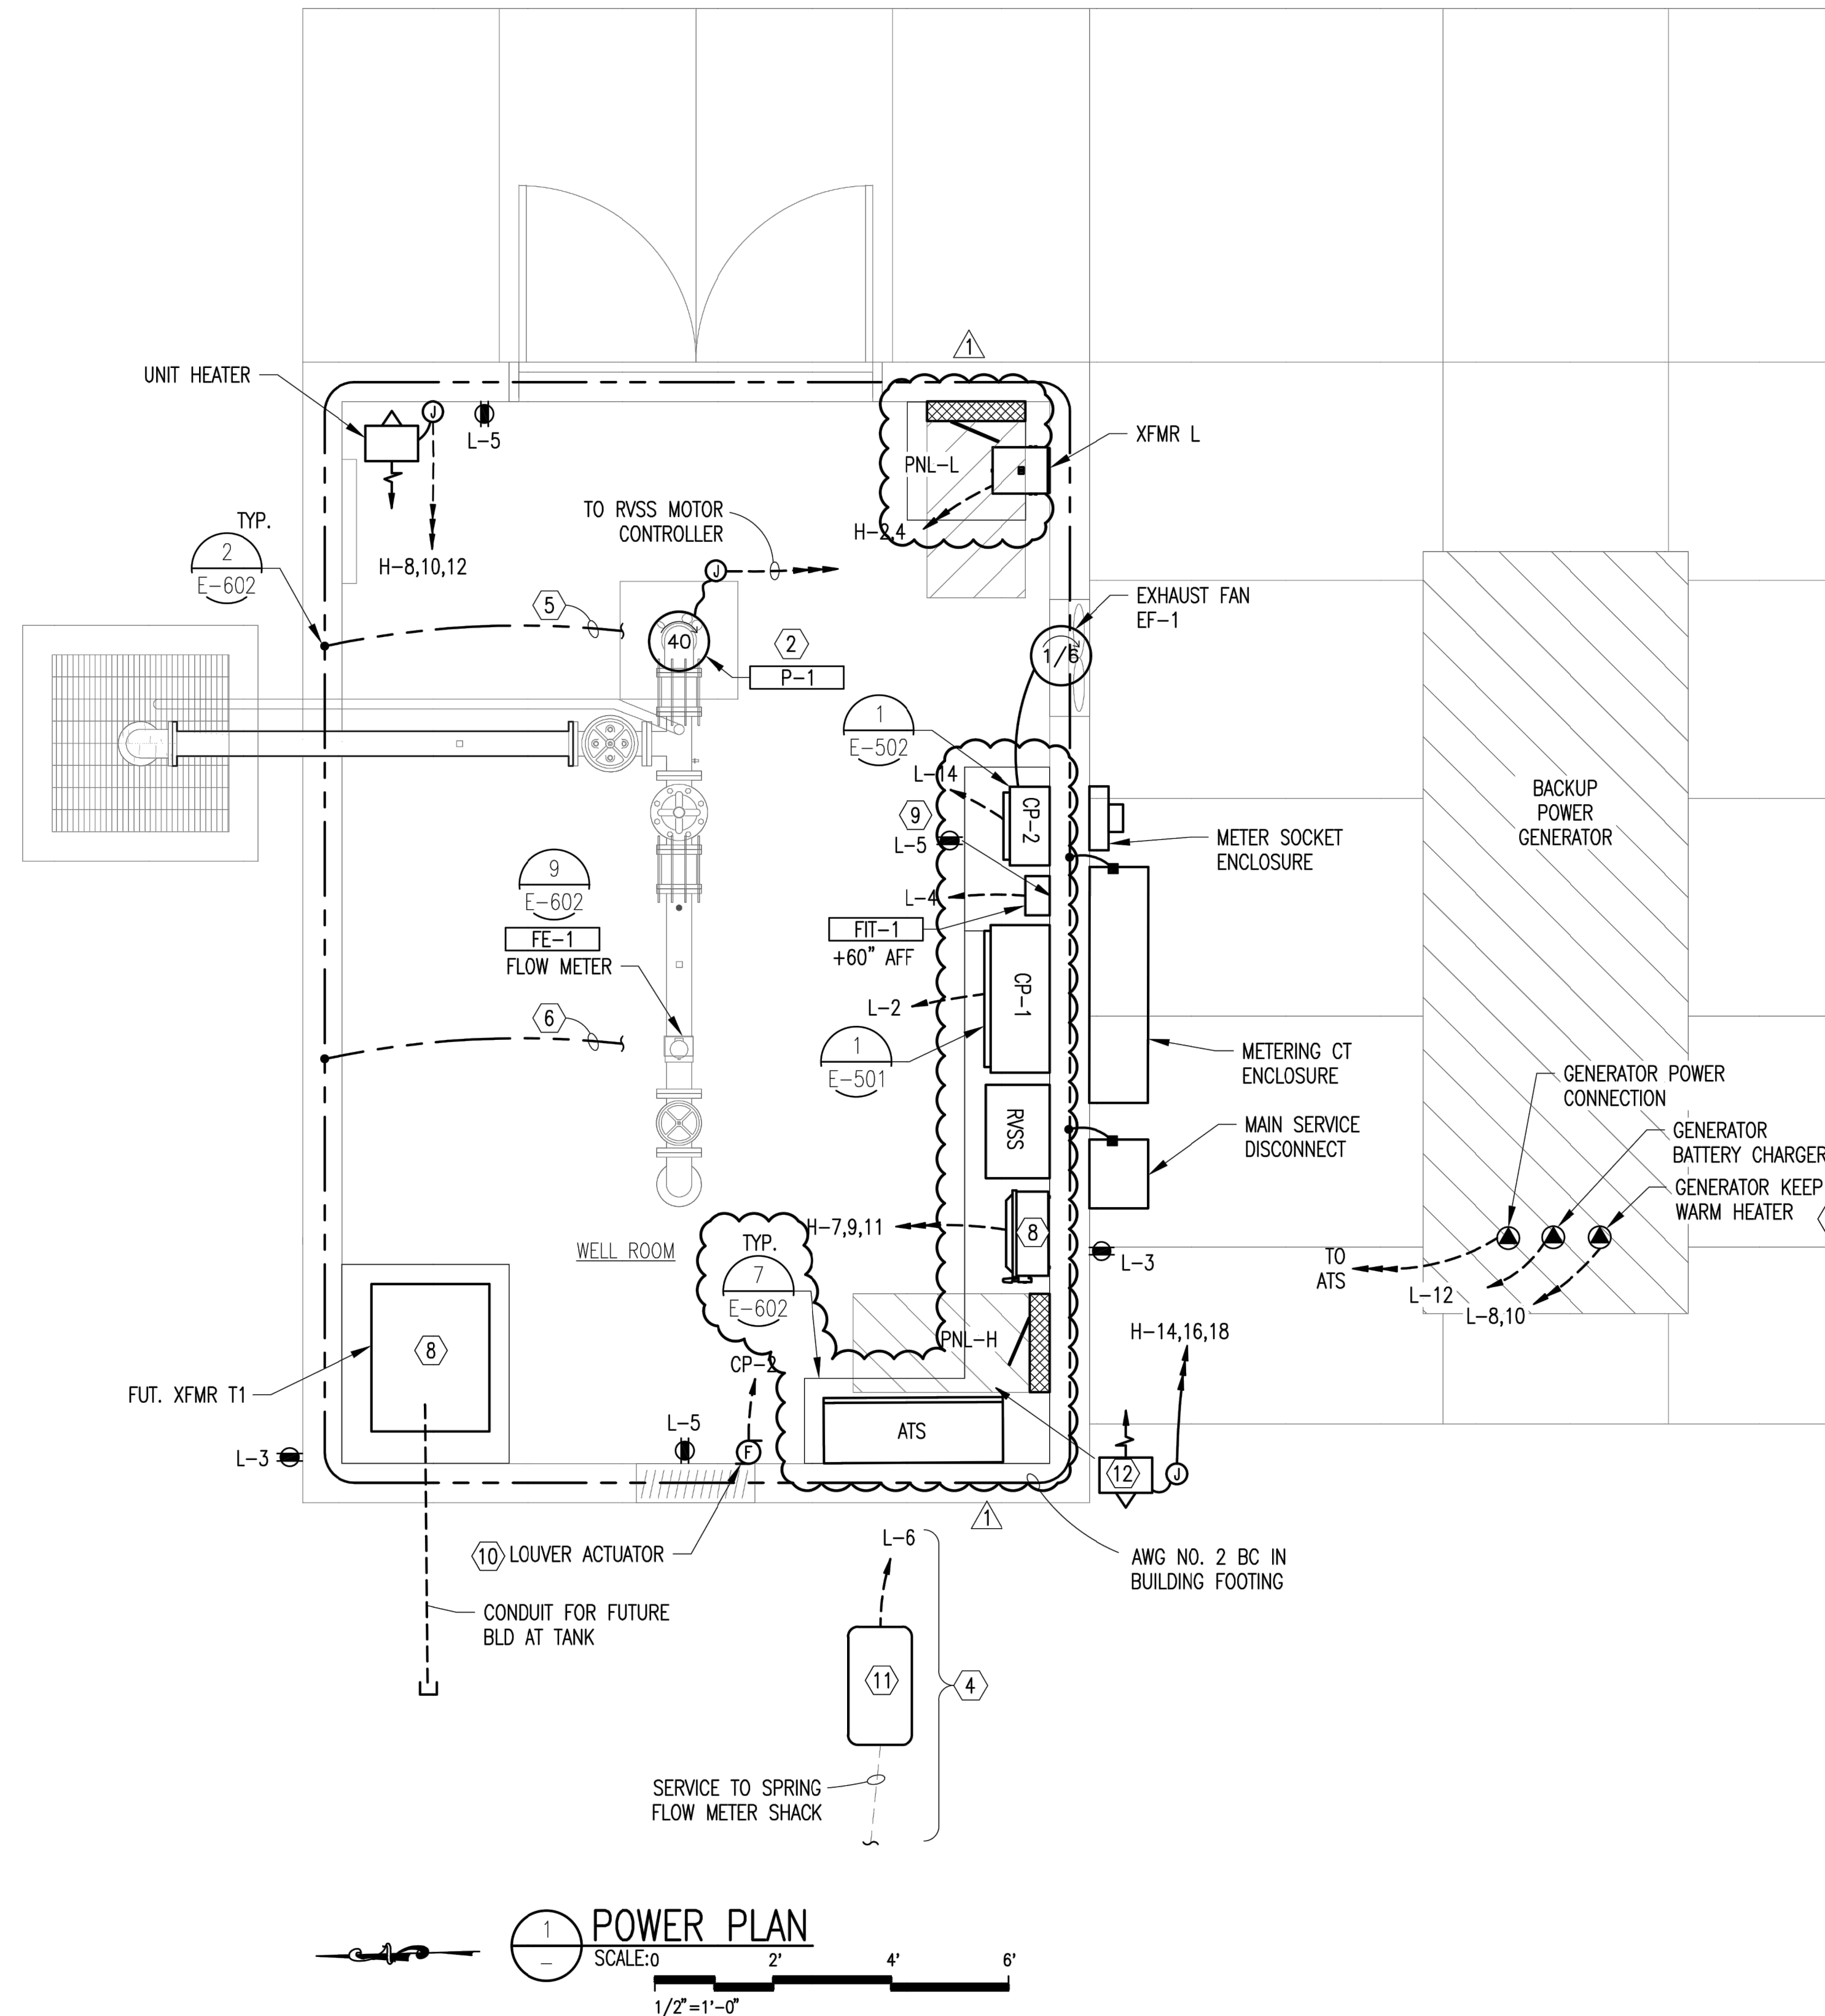 1
UNIT HEATER
J
L-5
XFMR L
PNL-L
TYP.
2
E-602
H-8,10,12
TO RVSS MOTOR
CONTROLLER
H-2,4
J
5
40
2
P-1
EXHAUST FAN
EF-1
1/6
1
E-502
L-14
CP-2
9
L-5
METER SOCKET
ENCLOSURE
BACKUP
POWER
GENERATOR
9
E-602
FE-1
FLOW METER
L-4
FIT-1
+60" AFF
CP-1
L-2
6
1
E-501
METERING CT
ENCLOSURE
GENERATOR POWER
CONNECTION
RVSS
MAIN SERVICE
DISCONNECT
GENERATOR
BATTERY CHARGER
GENERATOR KEEP
WARM HEATER
H-7,9,11
8
WELL ROOM
TYP.
7
E-602
L-3
TO
ATS
L-12
L-8,10
PNL-H
H-14,16,18
8
CP-2
FUT. XFMR T1
L-5
F
ATS
L-3
12
J
1
10 LOUVER ACTUATOR
L-6
AWG NO. 2 BC IN
BUILDING FOOTING
CONDUIT FOR FUTURE
BLD AT TANK
11
4
SERVICE TO SPRING
FLOW METER SHACK
1
–
POWER PLAN
SCALE:0 2' 4' 6'
1/2"=1'-0"